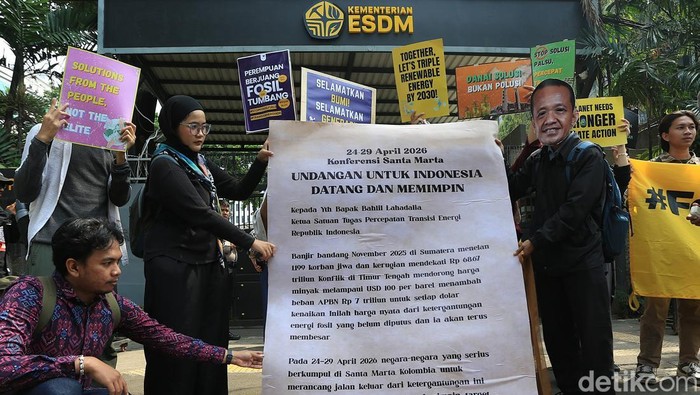 KEMENTERIAN
ESDM
SOLUTIONS FROM THE
PEOPLE,
NOT THE
ELITE
PEREMPUAN
BERJUANG
FOSIL
TUMBANG
SELAMATKAN
BUMI
SELAMATKAN
TOGETHER,
LET'S TRIPLE
RENEWABLE
ENERGY
BY 2030!
DANAI SOLUSI
BUKAN POLUSI
STOP SOLUSI
PALSU,
PLANET NEEDS
CLIMATE ACTION
24-29 April 2026
Konferensi Santa Marta
UNDANGAN UNTUK INDONESIA
DATANG DAN MEMIMPIN
Kepada Yth Bapak Bahlil Lahadalia
Satuan Tugas Percepatan Transisi Energi
Republik Indonesia
Banjir bandang November 2025 di Sumatera menelan
1199 korban jiwa dan kerugian mendekati Rp 6867
triliun Konflik di Timur Tengah mendorong harga
minyak melampaui USD 100 per barel menambah
beban APBN Rp 7 triliun untuk setiap dolar
kenaikan Inilah harga nyata dari ketergantungan
energi fosil yang belum diputus dan ia akan terus
membesar
Pada 24-29 April 2026 negara-negara yang serius
berkumpul di Santa Marta Kolombia untuk
merancang jalan keluar dari ketergantungan ini
target
#F
detikcom